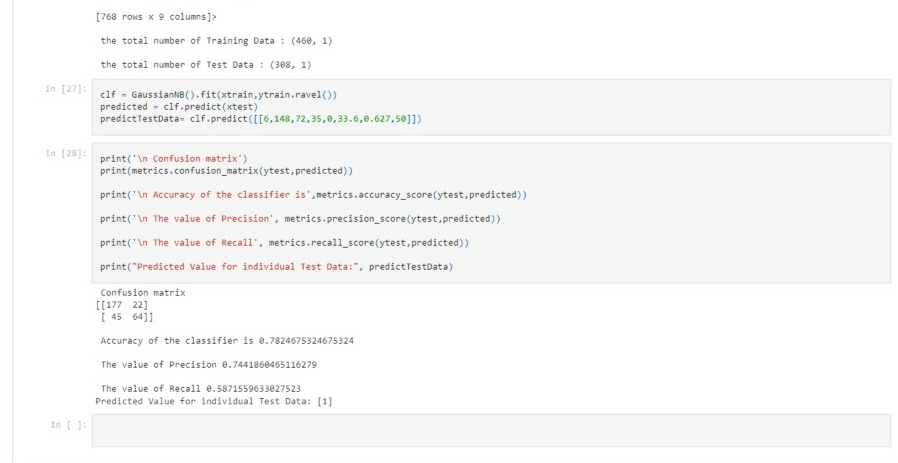 [768 rows x 9 columns]>
the total number of Training Data : (460, 1)
the total number of Test Data : (308, 1)
In [27]:
clf = GaussianNB().fit(xtrain,ytrain.ravel())
predicted = clf.predict(xtest)
predictTestData= clf.predict([[6,148,72,35,0,33.6,0.627,50]])
In [28]:
print('\n Confusion matrix')
print(metrics.confusion_matrix(ytest,predicted))
print('\n Accuracy of the classifier is',metrics.accuracy_score(ytest,predicted))
print('\n The value of Precision', metrics.precision_score(ytest,predicted))
print('\n The value of Recall', metrics.recall_score(ytest,predicted))
print("Predicted Value for individual Test Data:", predictTestData)
Confusion matrix
[[177 22]
[ 45 64]]
Accuracy of the classifier is 0.7824675324675324
The value of Precision 0.7441860465116279
The value of Recall 0.5871559633027523
Predicted Value for individual Test Data: [1]
In [ ]: